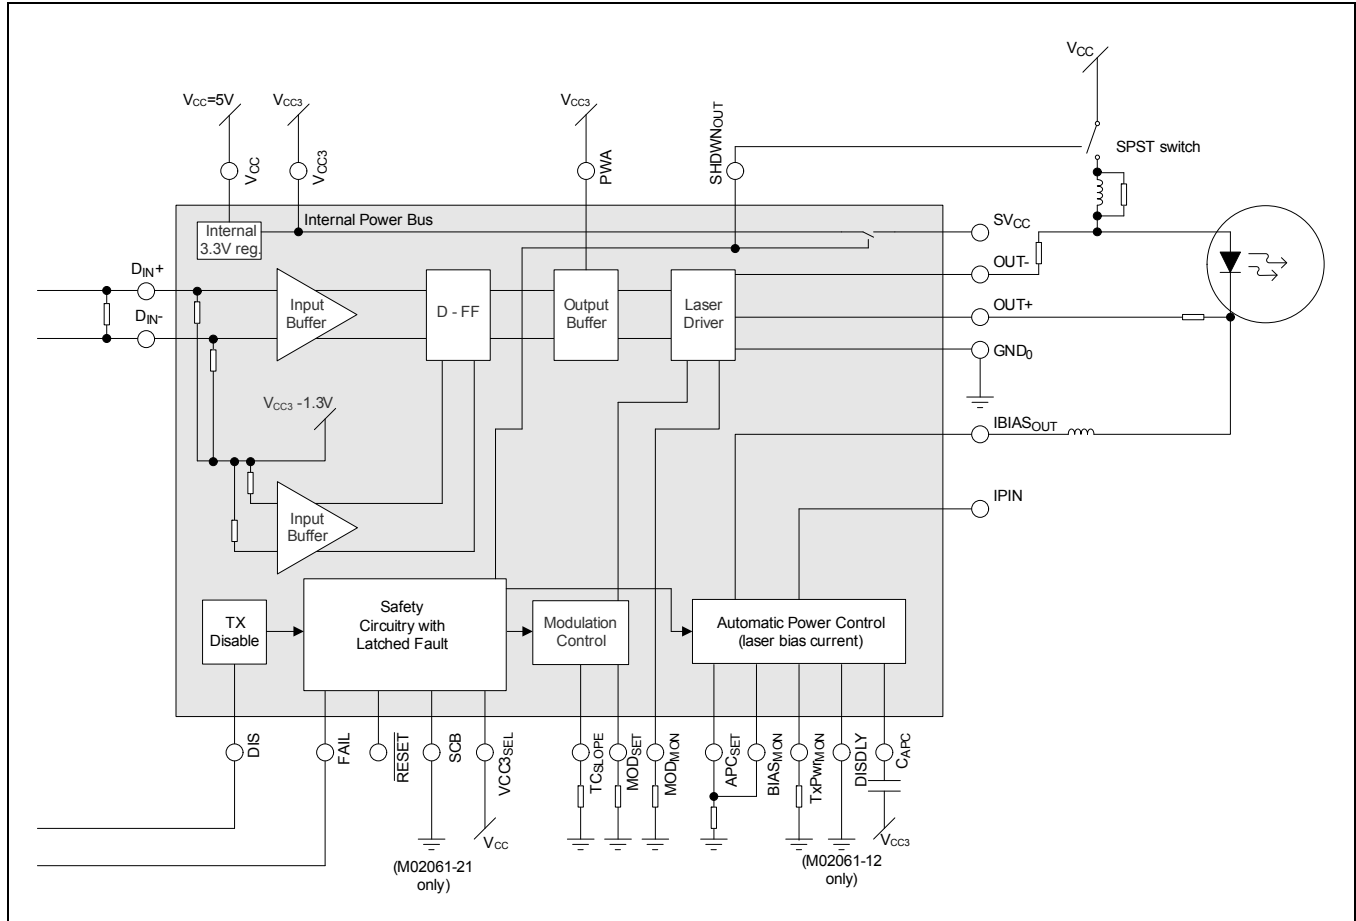 VCC
VCC=5V
VCC3
VCC3
SHDWNOUT
SPST switch
VCC
VCC3
PWA
Internal Power Bus
SVCC
Internal
3.3V reg.
OUT-
DIN+
Input
Buffer
D - FF
Output
Buffer
Laser
Driver
OUT+
DIN-
GND0
VCC3 -1.3V
IBIASOUT
IPIN
Input
Buffer
TX
Disable
Safety
Circuitry with
Latched Fault
Modulation
Control
Automatic Power Control
(laser bias current)
DIS
FAIL
RESET
SCB
VCC3SEL
TCSLOPE
MODSET
MODMON
APCSET
BIASMON
TxPwrMON
DISDLY
CAPC
VCC
VCC3
(M02061-21
only)
(M02061-12
only)